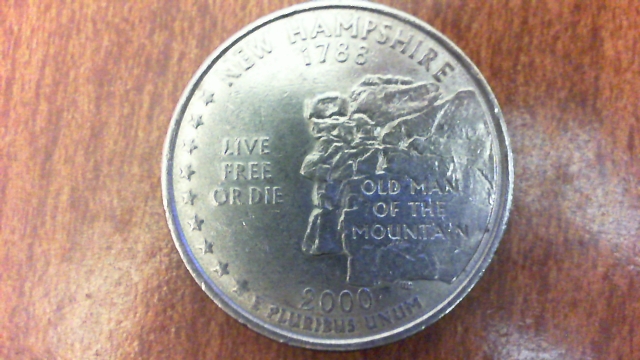 NEW HAMPSHIRE
1788
LIVE
FREE
OR DIE
OLD MAN
OF THE
MOUNTAIN
2000
E PLURIBUS UNUM